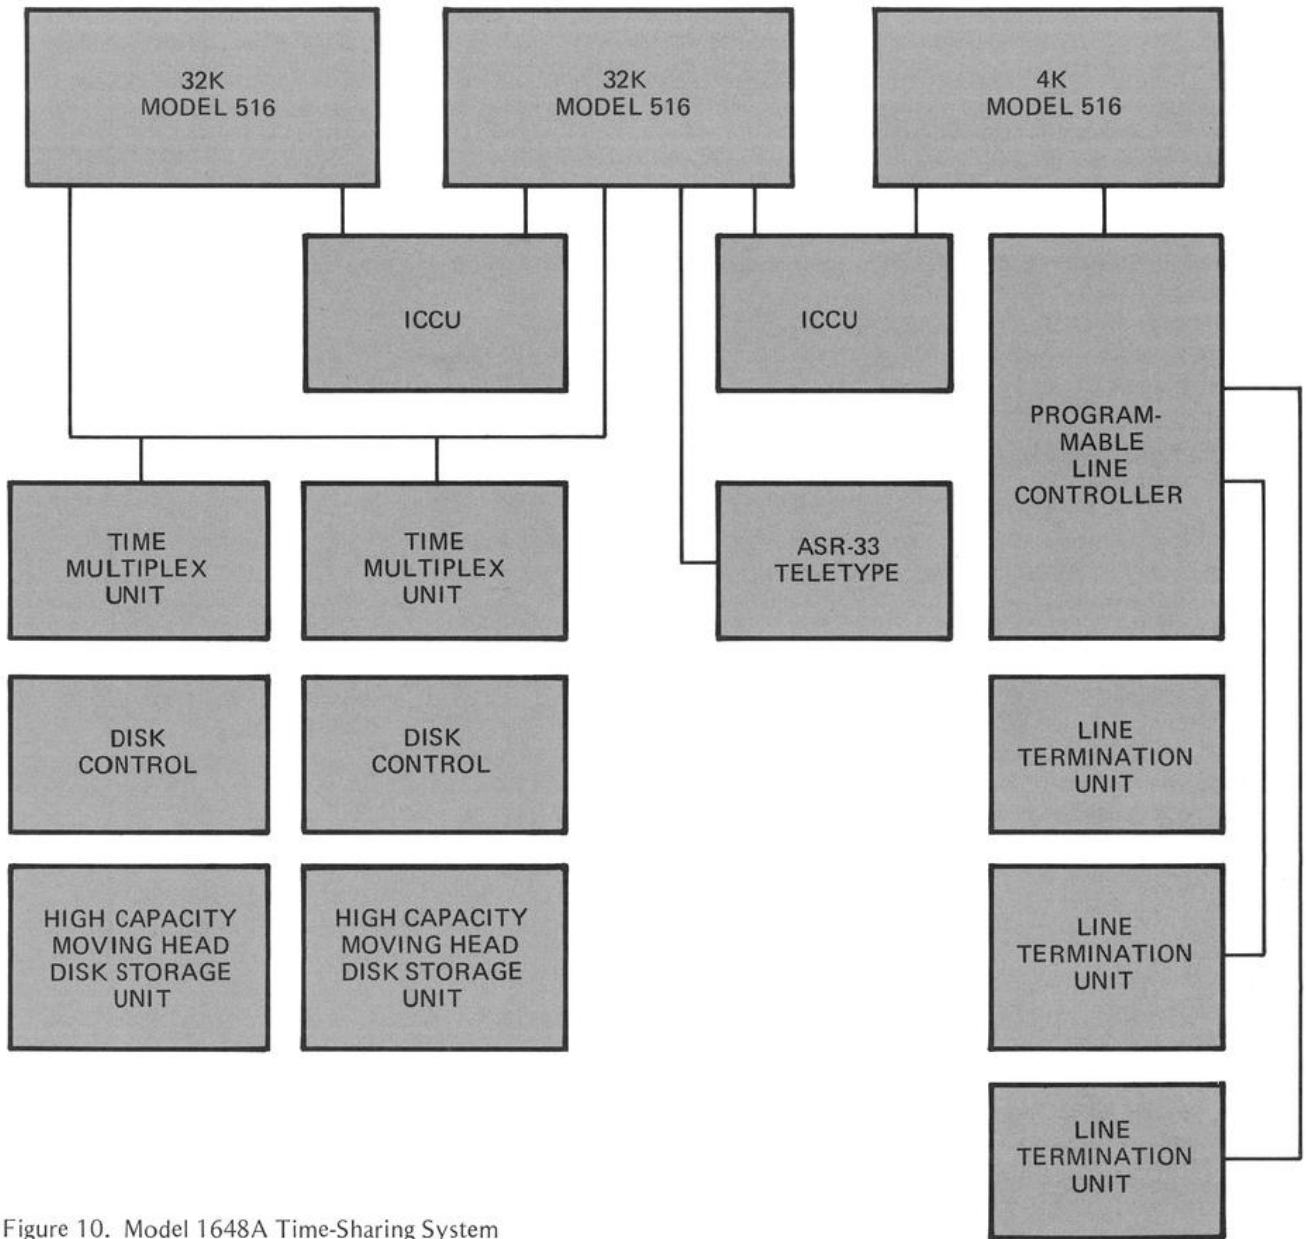 32K
MODEL 516
32K
MODEL 516
4K
MODEL 516
ICCU
ICCU
PROGRAM-
MABLE
LINE
CONTROLLER
TIME
MULTIPLEX
UNIT
TIME
MULTIPLEX
UNIT
ASR-33
TELETYPE
DISK
CONTROL
DISK
CONTROL
LINE
TERMINATION
UNIT
HIGH CAPACITY
MOVING HEAD
DISK STORAGE
UNIT
HIGH CAPACITY
MOVING HEAD
DISK STORAGE
UNIT
LINE
TERMINATION
UNIT
LINE
TERMINATION
UNIT
Figure 10. Model 1648A Time-Sharing System